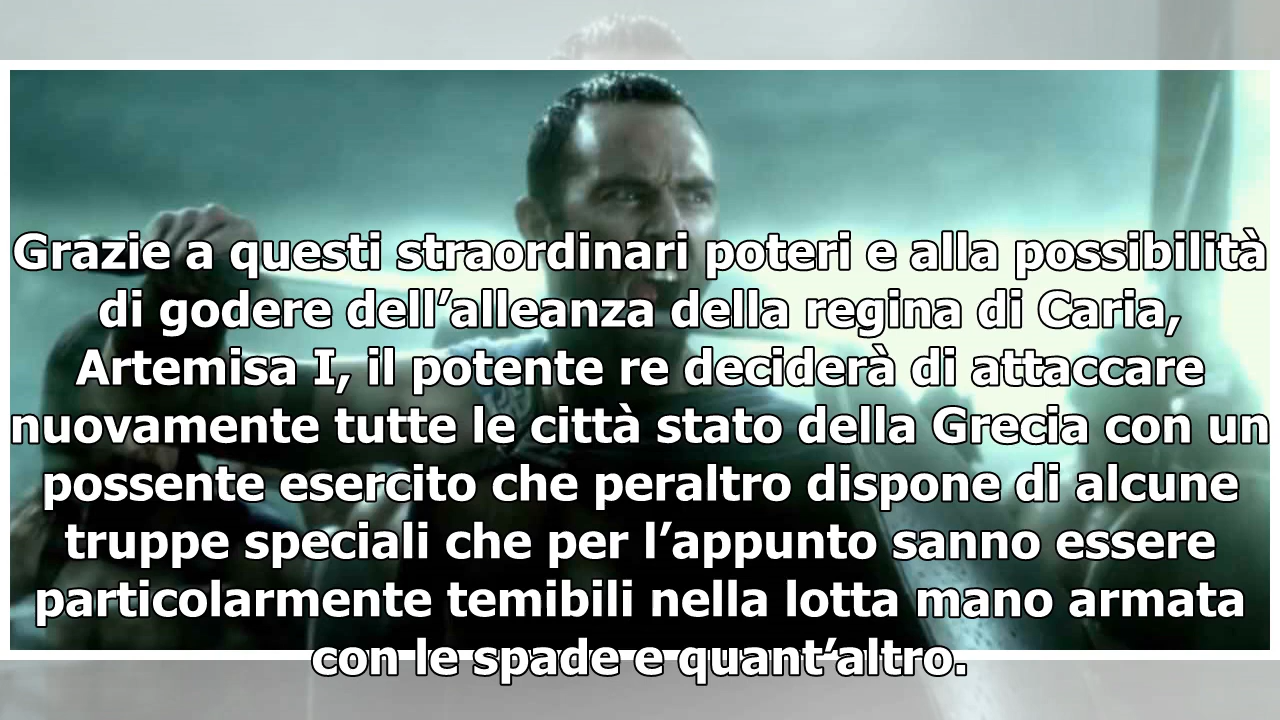 Grazie a questi straordinari poteri e alla possibilità
di godere dell’alleanza della regina di Caria,
Artemisa I, il potente re deciderà di attaccare
nuovamente tutte le città stato della Grecia con un
possente esercito che peraltro dispone di alcune
truppe speciali che per l’appunto sanno essere
particolarmente temibili nella lotta mano armata
con le spade e quant’altro.